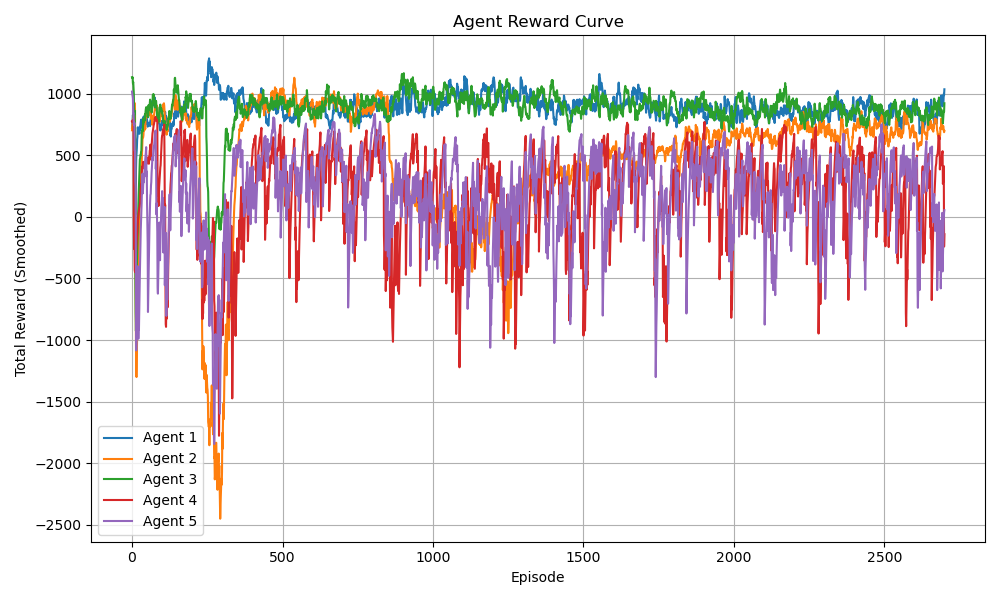 Agent Reward Curve
Total Reward (Smoothed)
1000
500
0
−500
−1000
−1500
−2000
−2500
Agent 1
Agent 2
Agent 3
Agent 4
Agent 5
0 500 1000 1500 2000 2500
Episode